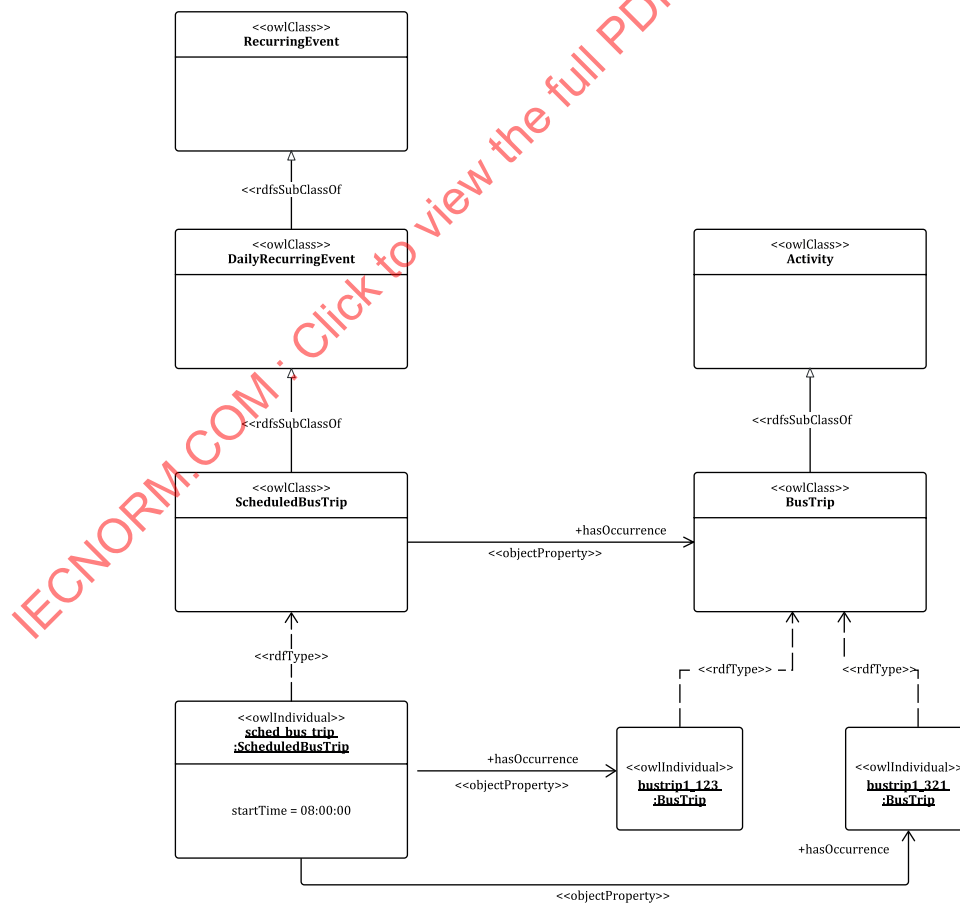 <<owlClass>>
RecurringEvent
<<rdfsSubClassOf
<<owlClass>>
DailyRecurringEvent
<<owlClass>>
Activity
<<rdfsSubClassOf
<<rdfsSubClassOf
<<owlClass>>
ScheduledBusTrip
<<owlClass>>
BusTrip
+hasOccurrence
<<objectProperty>>
<<rdfType>>
<<rdfType>>
<<rdfType>>
<<owlIndividual>>
sched_bus_trip
:ScheduledBusTrip
startTime = 08:00:00
+hasOccurrence
<<objectProperty>>
<<owlIndividual>>
bustrip1_123
:BusTrip
<<owlIndividual>>
bustrip1_321
:BusTrip
+hasOccurrence
<<objectProperty>>
IECNORM.COM : Click to view the full PDF